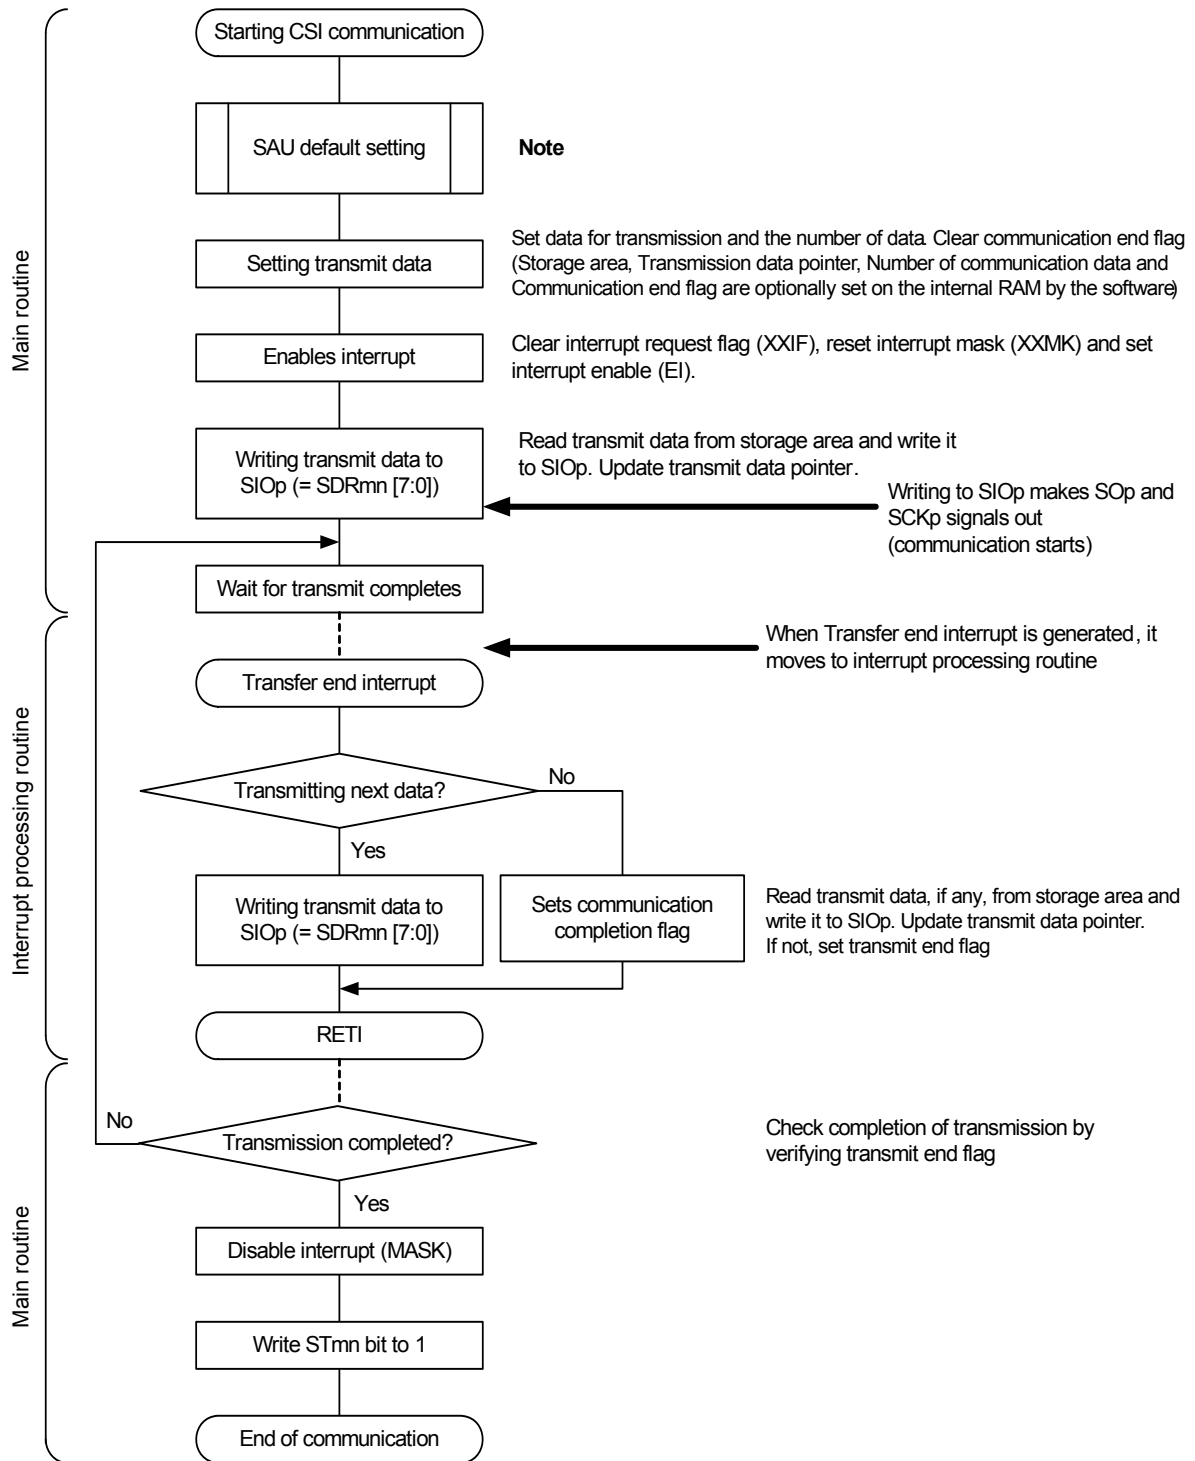 Starting CSI communication
SAU default setting
Note
Main routine
Setting transmit data
Set data for transmission and the number of data. Clear communication end flag
(Storage area, Transmission data pointer, Number of communication data and
Communication end flag are optionally set on the internal RAM by the software)
Enables interrupt
Clear interrupt request flag (XXIF), reset interrupt mask (XXMK) and set
interrupt enable (EI).
Writing transmit data to
SIOp (= SDRmn [7:0])
Read transmit data from storage area and write it
to SIOp. Update transmit data pointer.
Writing to SIOp makes SOp and
SCKp signals out
(communication starts)
Wait for transmit completes
When Transfer end interrupt is generated, it
moves to interrupt processing routine
Transfer end interrupt
Interrupt processing routine
Transmitting next data?
No
Yes
Writing transmit data to
SIOp (= SDRmn [7:0])
Sets communication
completion flag
Read transmit data, if any, from storage area and
write it to SIOp. Update transmit data pointer.
If not, set transmit end flag
RETI
No
Transmission completed?
Check completion of transmission by
verifying transmit end flag
Yes
Main routine
Disable interrupt (MASK)
Write STmn bit to 1
End of communication